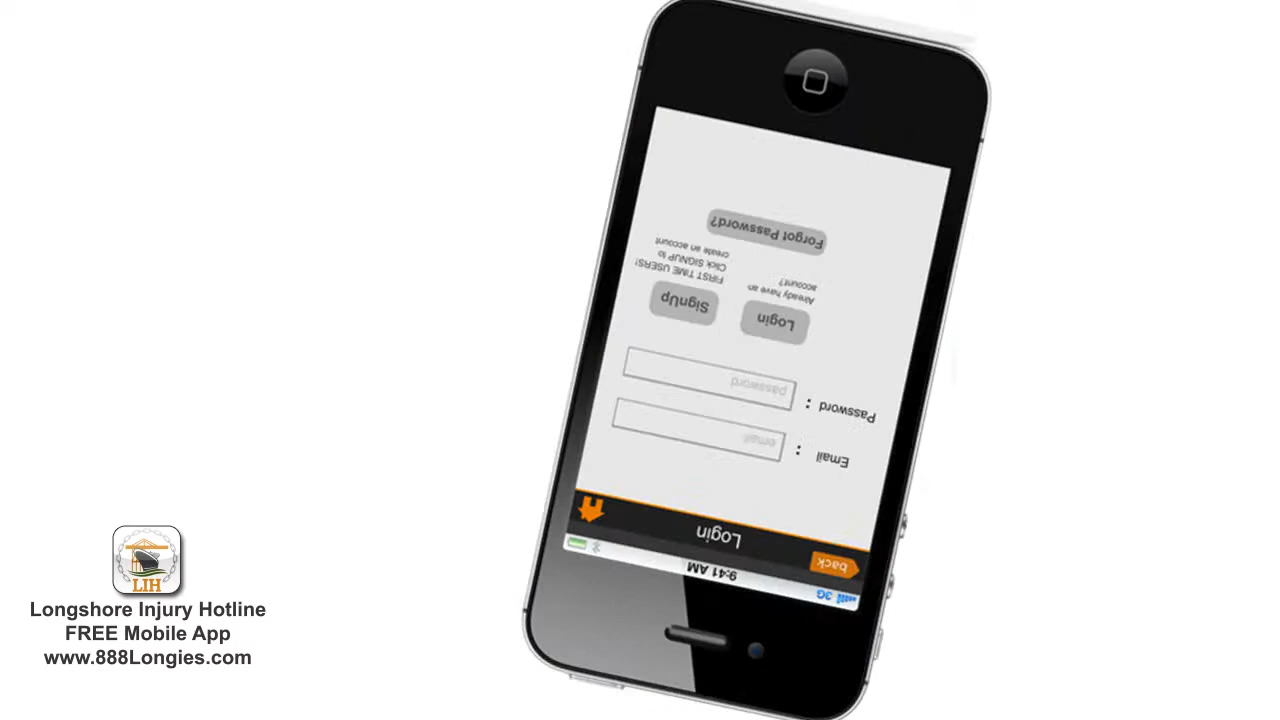 3G
9:41 AM
back
Login
Email :
email
Password :
password
Login
SignUp
Already have an
account?
FIRST TIME USERS!
Click SIGNUP to
create an account
Forgot Password?
LIH
Longshore Injury Hotline
FREE Mobile App
www.888Longies.com